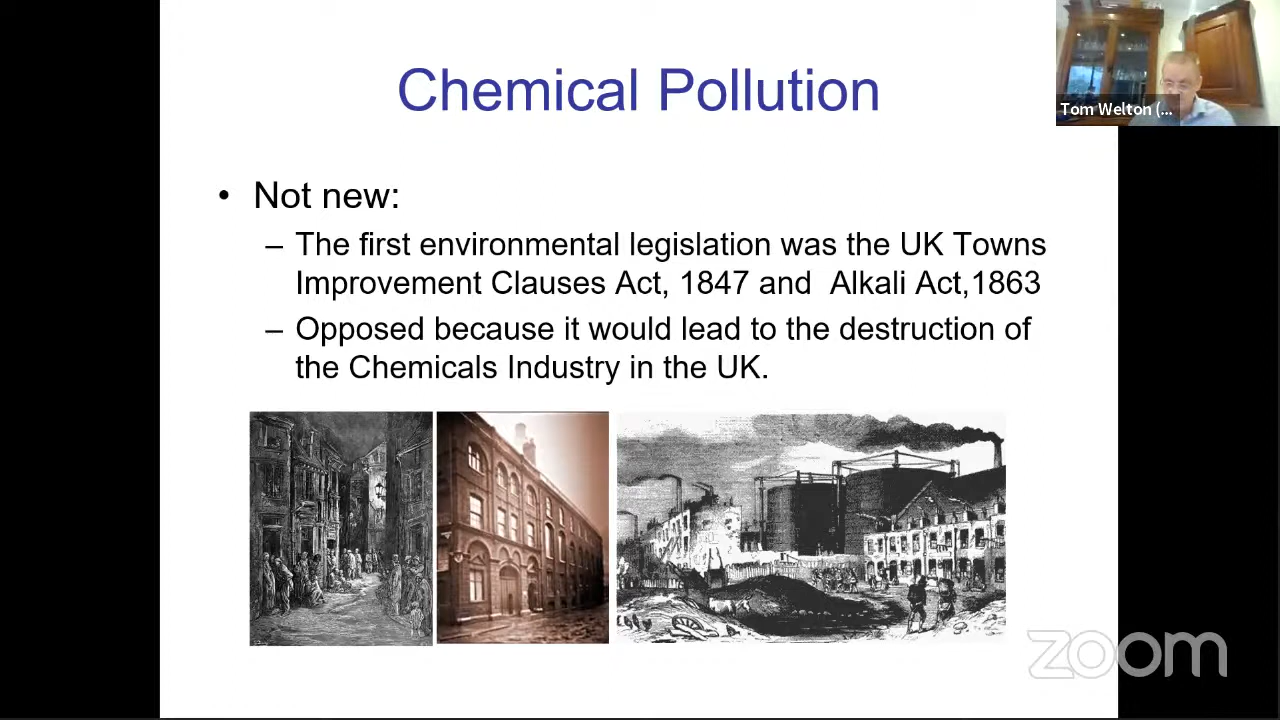 Chemical Pollution
Tom Welton (...
• Not new:
– The first environmental legislation was the UK Towns
Improvement Clauses Act, 1847 and  Alkali Act,1863
– Opposed because it would lead to the destruction of
the Chemicals Industry in the UK.
zoom